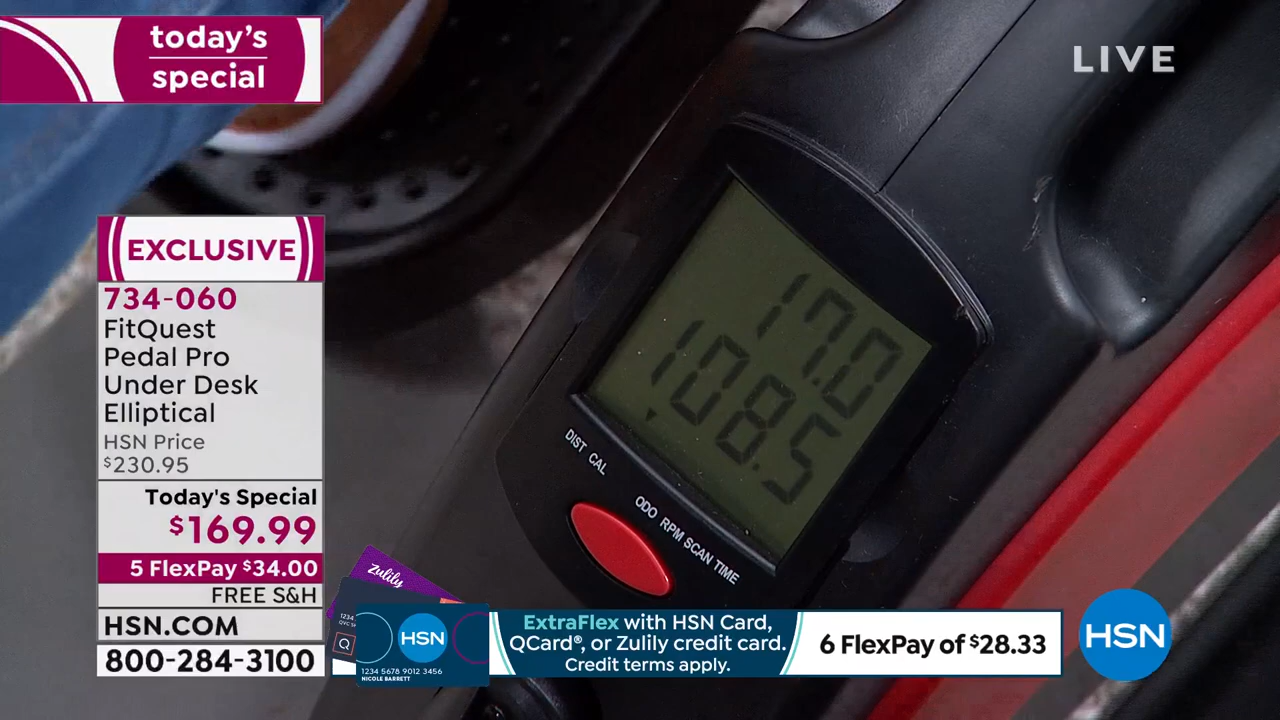 today's
special
LIVE
EXCLUSIVE
734-060
FitQuest
Pedal Pro
Under Desk
Elliptical
HSN Price
$230.95
Today's Special
$169.99
5 FlexPay $34.00
FREE S&H
HSN.COM
800-284-3100
17.0
108.5
DIST CAL
ODO RPM SCAN TIME
Zulily
1234
Q
HSN
1234 5678 9012 3456
NICOLE BARRETT
ExtraFlex with HSN Card,
QCard®, or Zulily credit card.
Credit terms apply.
6 FlexPay of $28.33
HSN